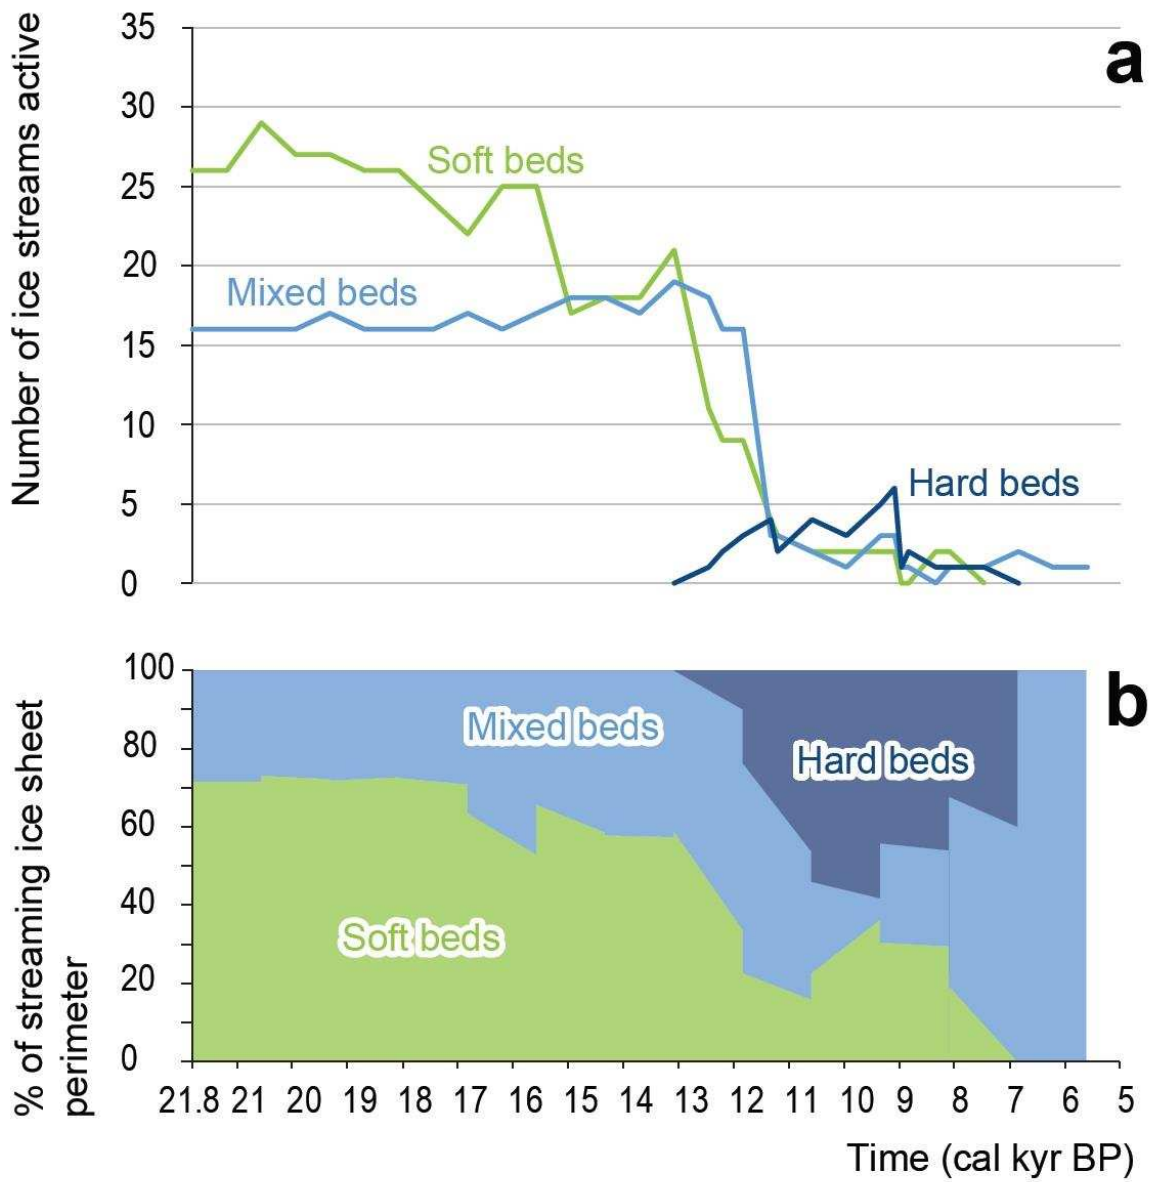 a
Number of ice streams active
35
30
25
20
15
10
5
0
Soft beds
Mixed beds
Hard beds
b
% of streaming ice sheet
perimeter
100
80
60
40
20
0
Mixed beds
Hard beds
Soft beds
21.8 21 20 19 18 17 16 15 14 13 12 11 10 9 8 7 6 5
Time (cal kyr BP)